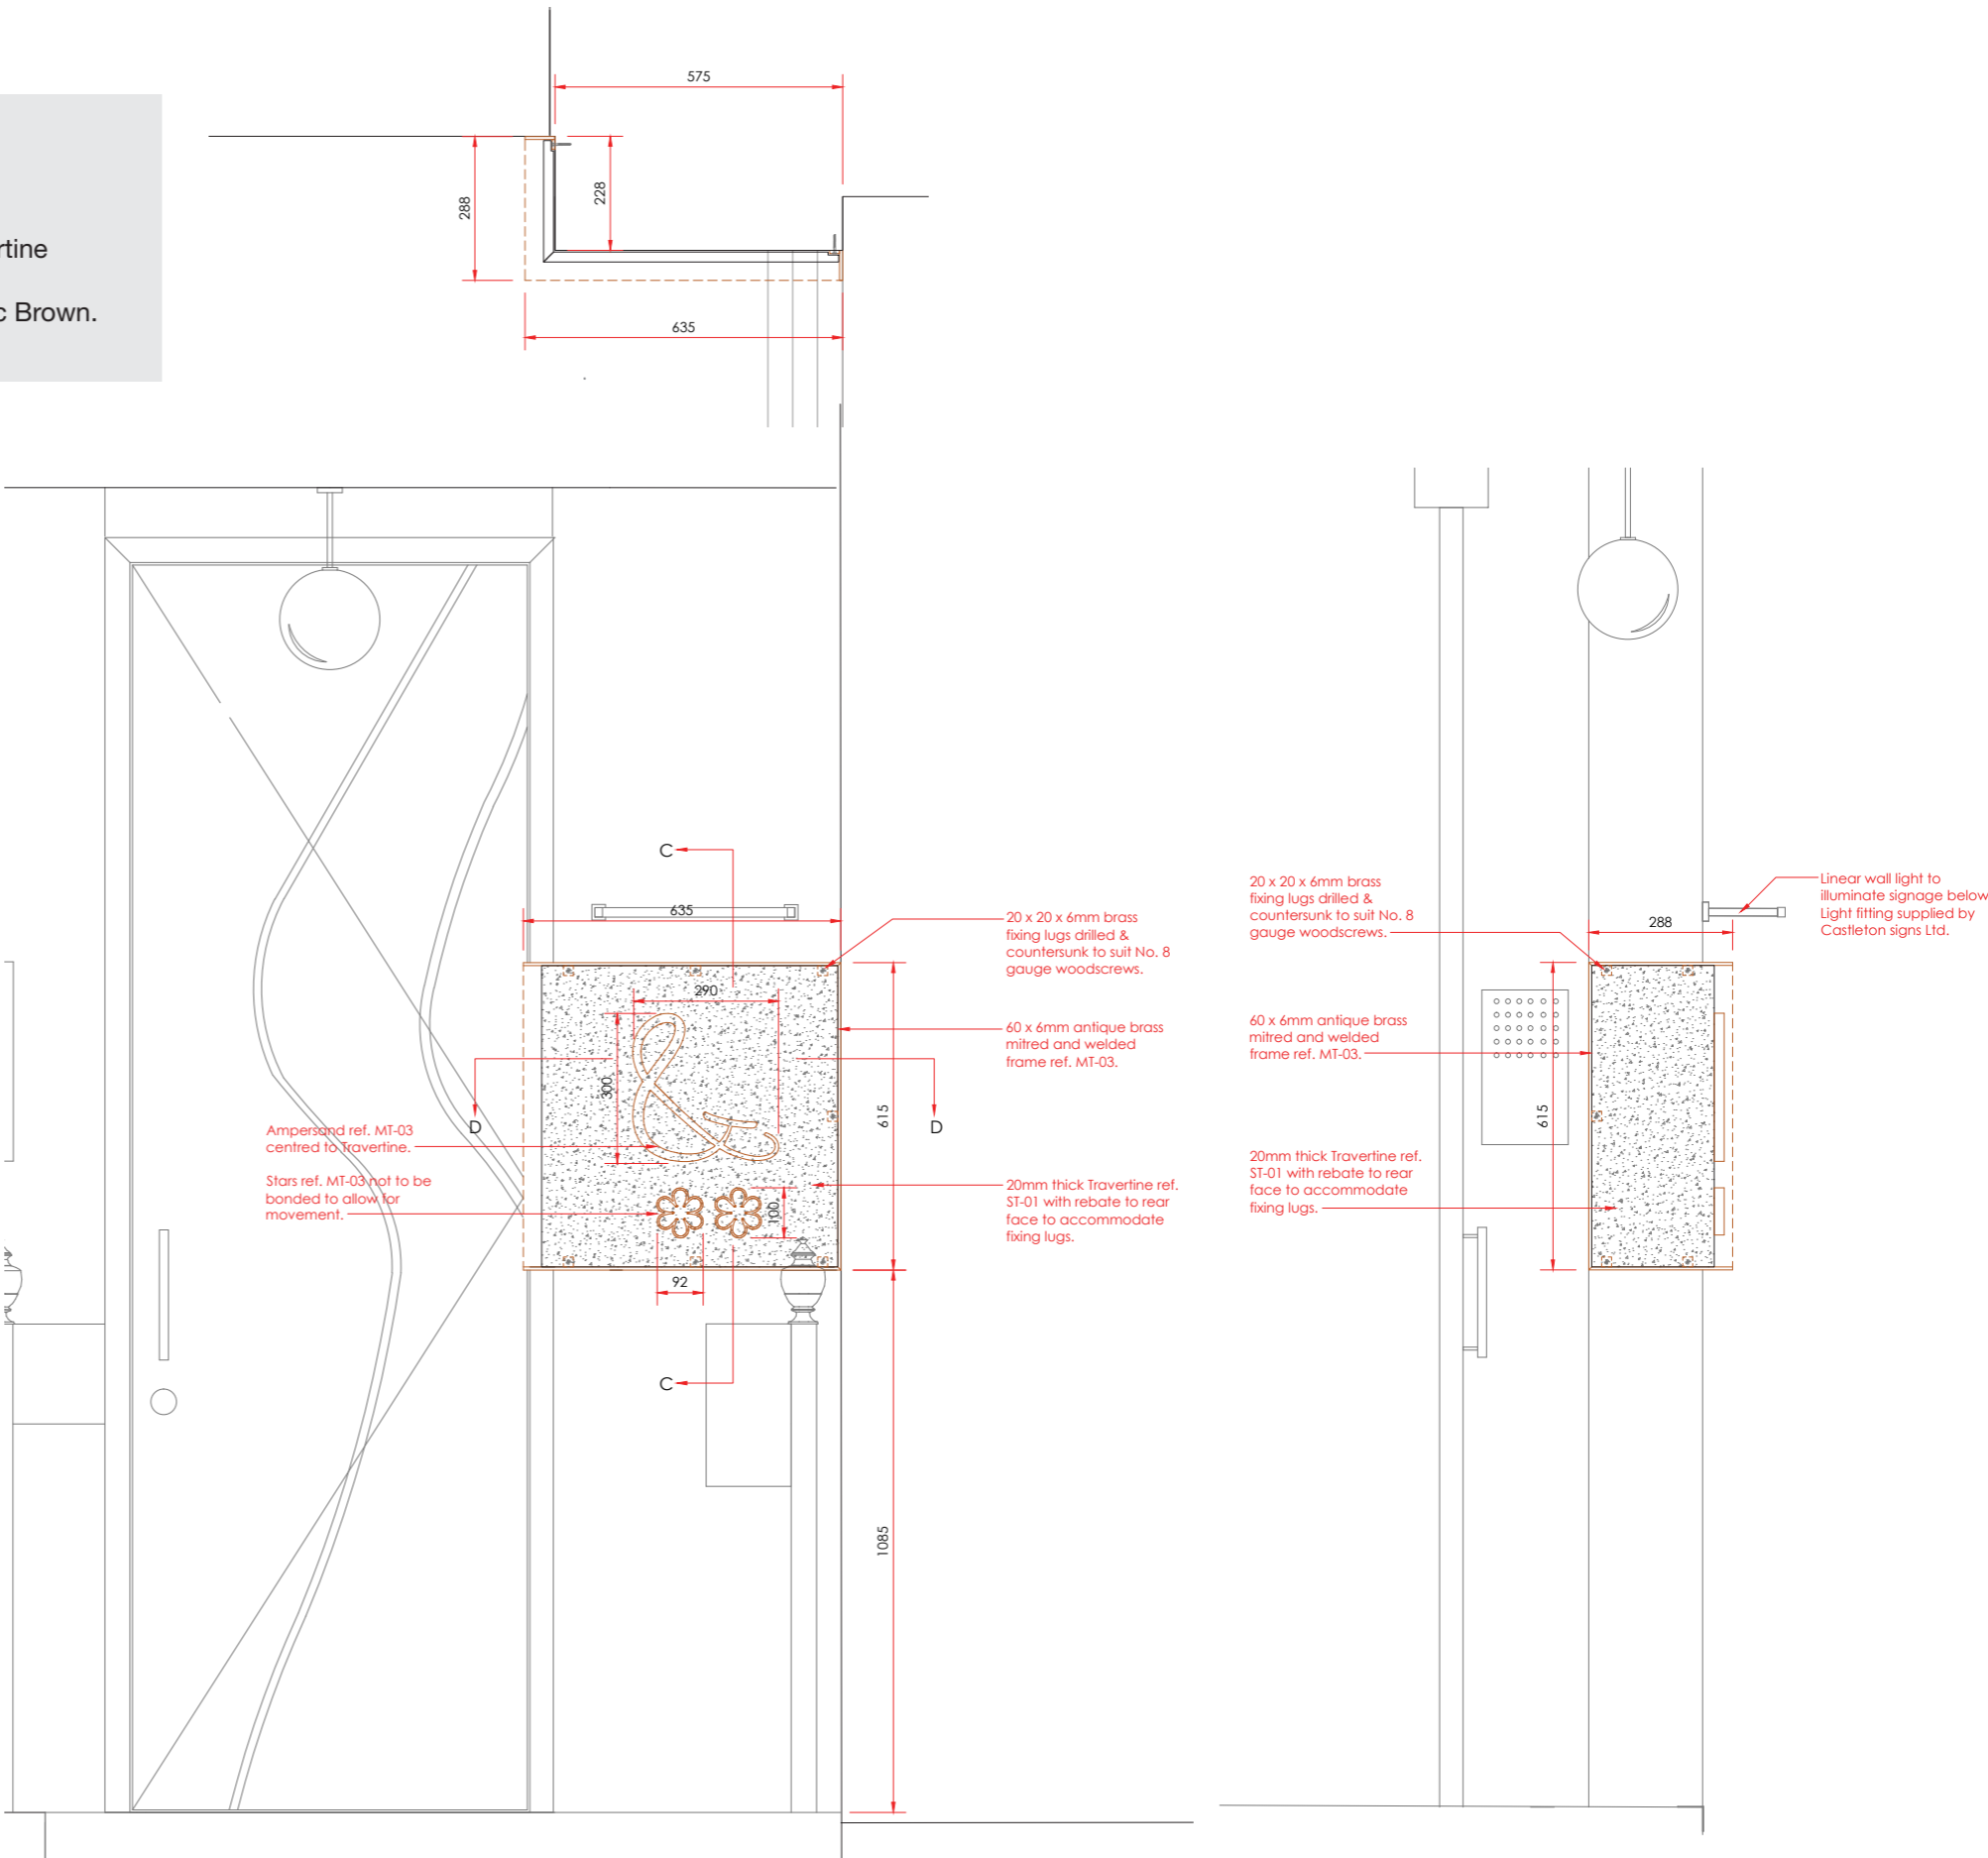 575
288
228
rtine
c Brown.
635
C
635
20 x 20 x 6mm brass
fixing lugs drilled &
countersunk to suit No. 8
gauge woodscrews.
290
60 x 6mm antique brass
mitred and welded
frame ref. MT-03.
300
D
D
615
Ampersand ref. MT-03
centred to Travertine.
Stars ref. MT-03 not to be
bonded to allow for
movement.
20mm thick Travertine ref.
ST-01 with rebate to rear
face to accommodate
fixing lugs.
100
92
C
1085
20 x 20 x 6mm brass
fixing lugs drilled &
countersunk to suit No. 8
gauge woodscrews.
Linear wall light to
illuminate signage below
Light fitting supplied by
Castleton signs Ltd.
288
60 x 6mm antique brass
mitred and welded
frame ref. MT-03.
615
20mm thick Travertine ref.
ST-01 with rebate to rear
face to accommodate
fixing lugs.